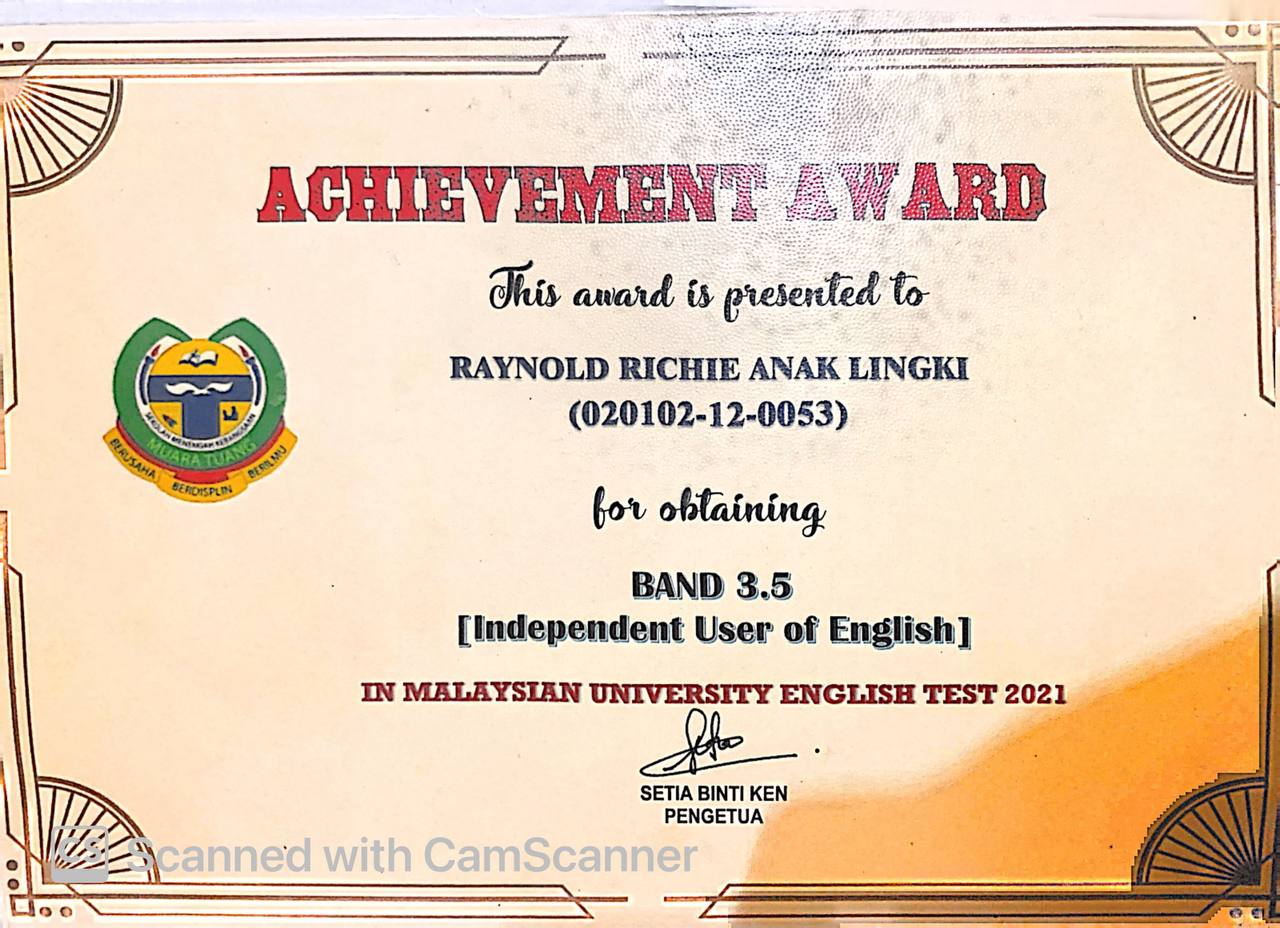 ACHIEVEMENT AWARD
This award is presented to
RAYNOLD RICHIE ANAK LINGKI
(020102-12-0053)
SEKOLAH MENENGAH KEBANGSAAN
MUARA TUANG
BERUSAHA BERDISPLIN BERILMU
for obtaining
BAND 3.5
[Independent User of English]
IN MALAYSIAN UNIVERSITY ENGLISH TEST 2021
SETIA BINTI KEN
PENGETUA
CS Scanned with CamScanner